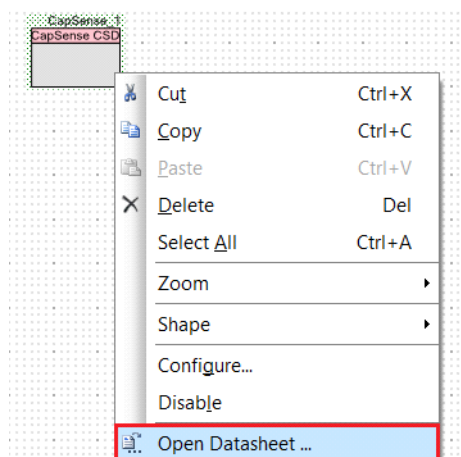 CapSense_1
CapSense CSD
Cut Ctrl+X
Copy Ctrl+C
Paste Ctrl+V
Delete Del
Select All Ctrl+A
Zoom
Shape
Configure...
Disable
Open Datasheet ...